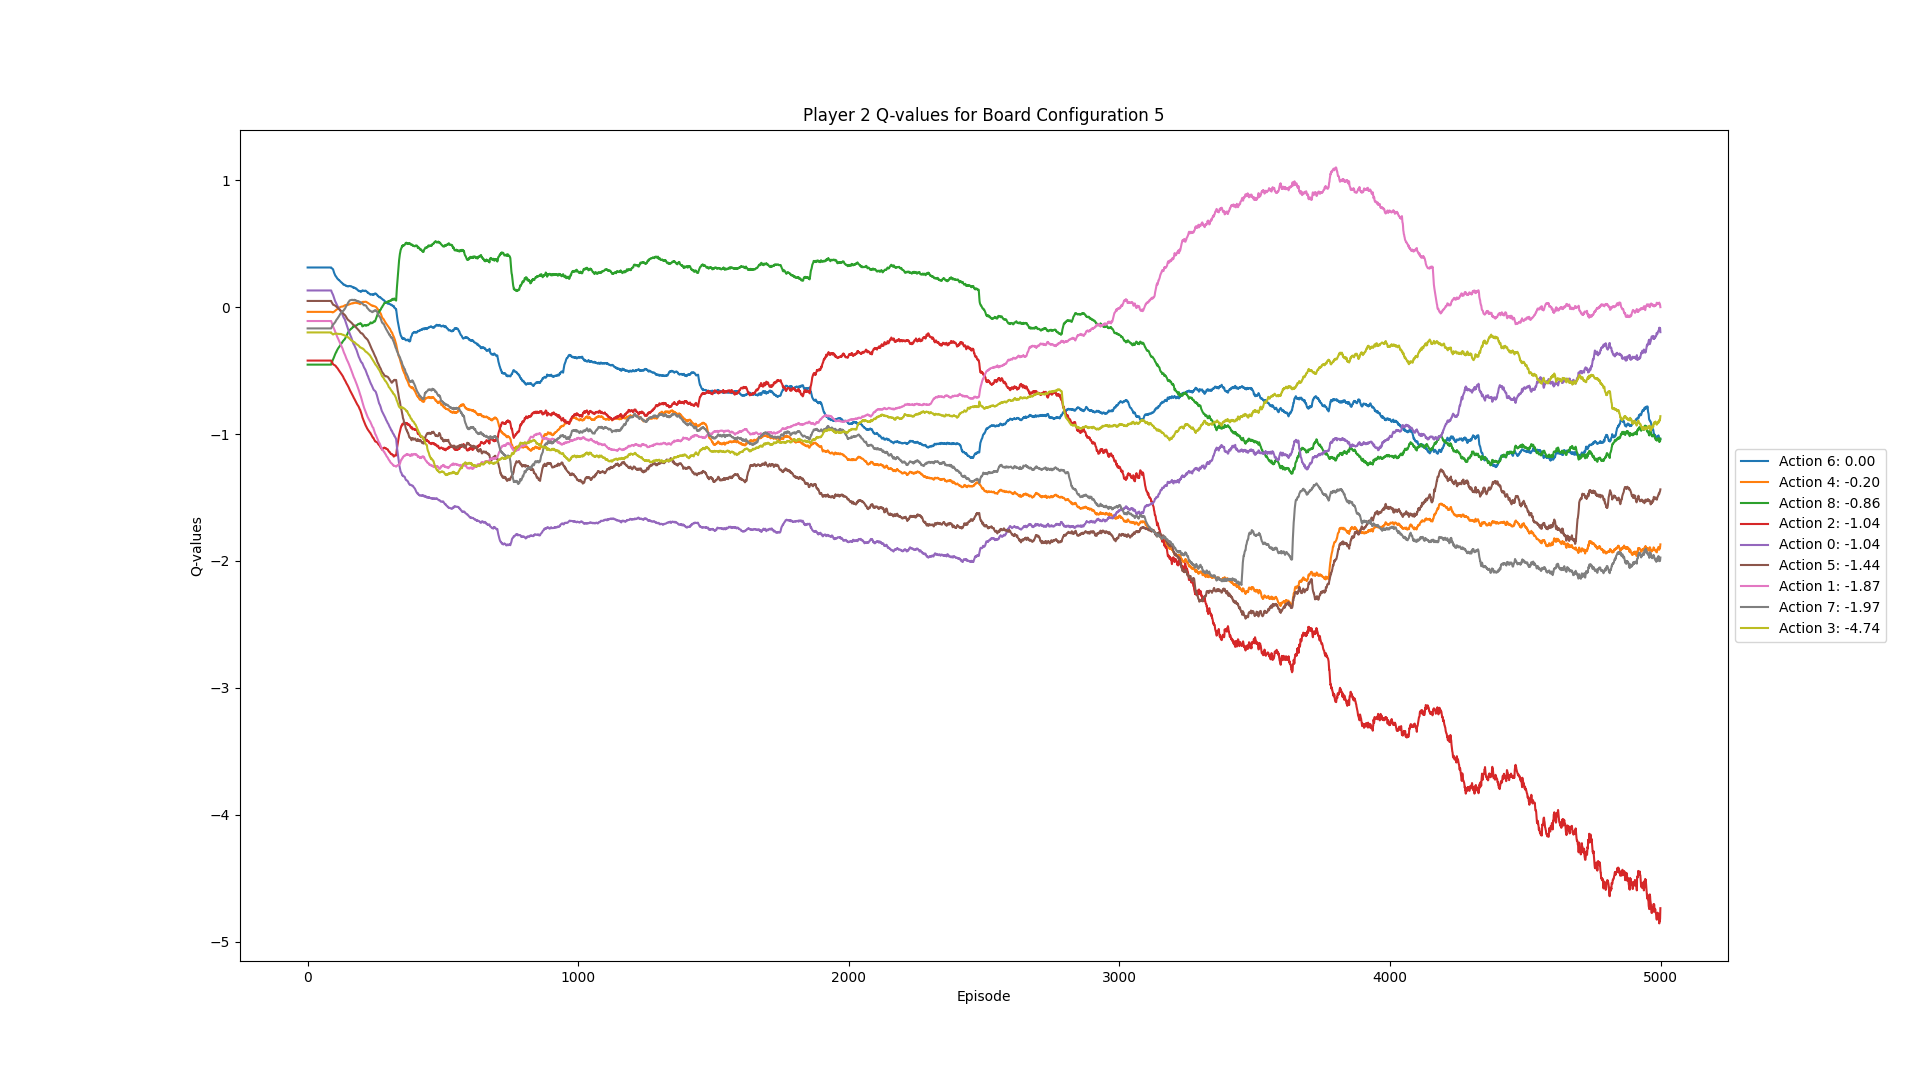 Player 2 Q-values for Board Configuration 5
1
0
−1
−2
−3
−4
−5
Q-values
0
1000
2000
3000
4000
5000
Episode
Action 6: 0.00
Action 4: -0.20
Action 8: -0.86
Action 2: -1.04
Action 0: -1.04
Action 5: -1.44
Action 1: -1.87
Action 7: -1.97
Action 3: -4.74